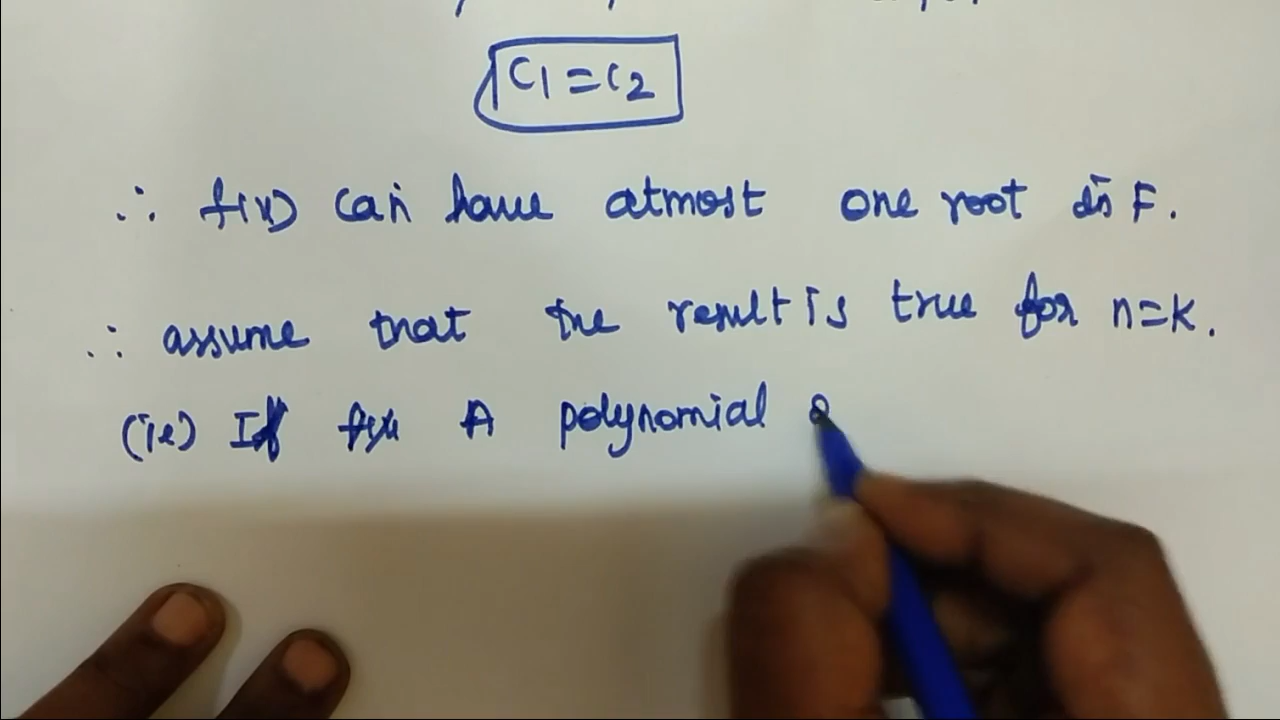 C1 = C2
∴ f(x) can have atmost one root in F.
∴ assume that the result is true for n=k.
(ie) If A polynomial